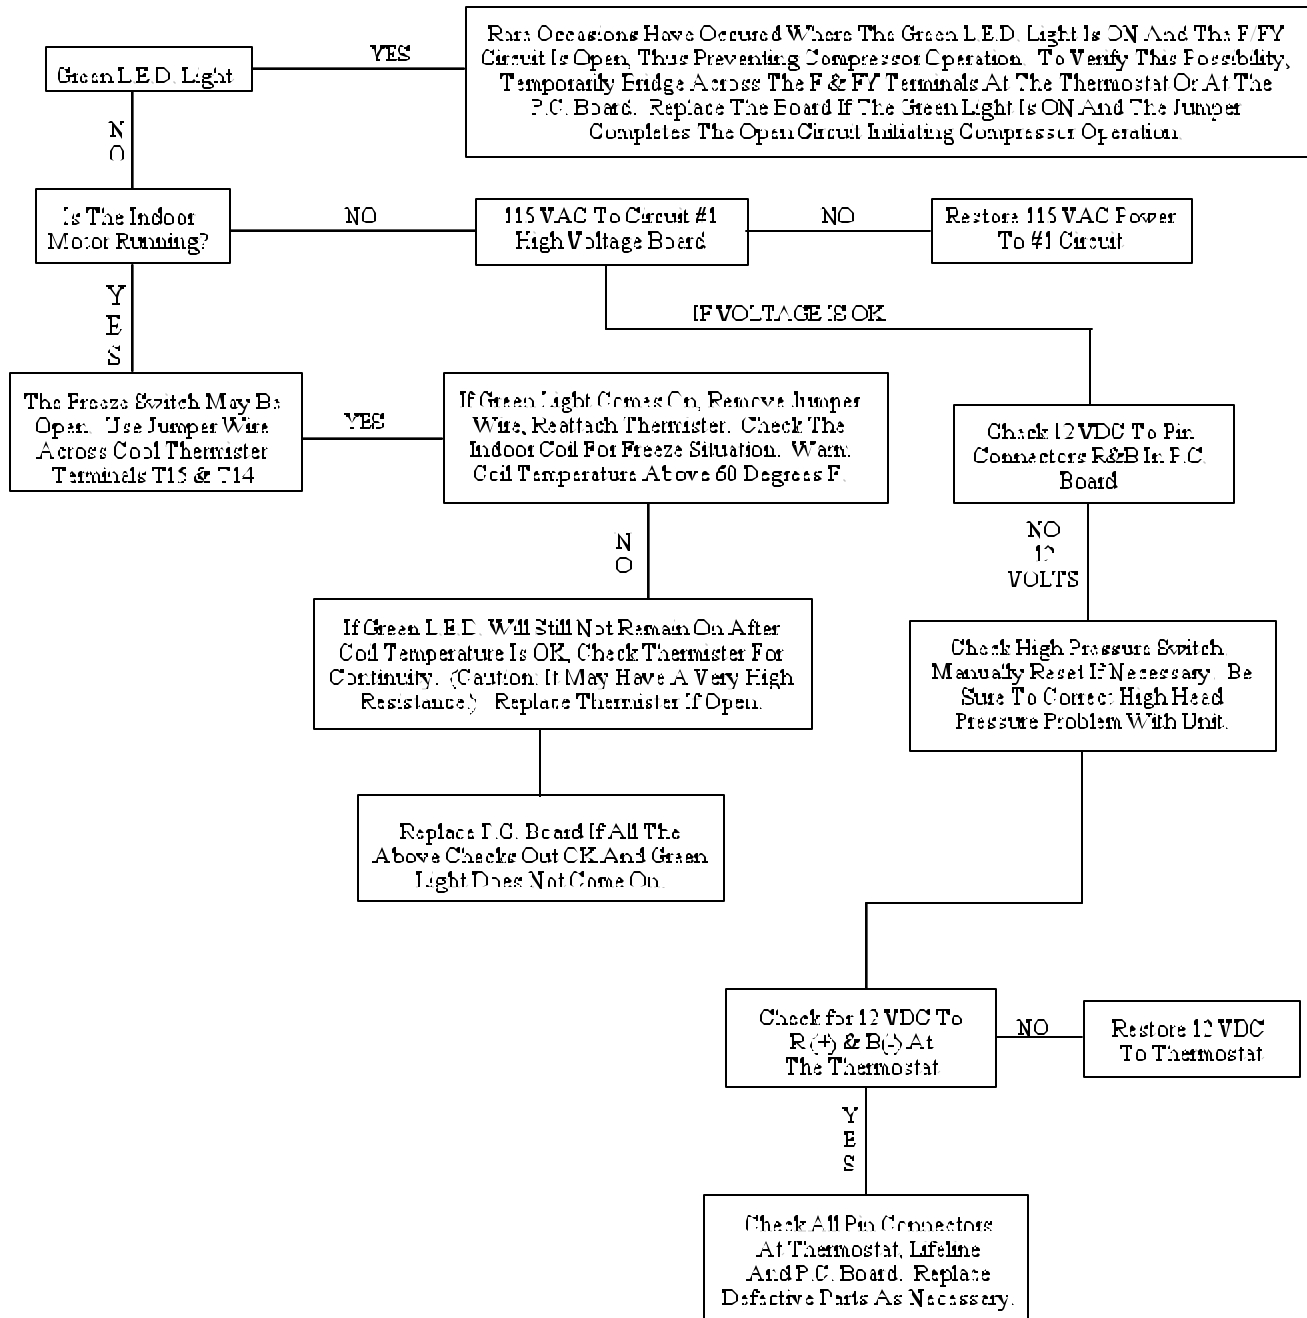 Green L.E.D. Light
YES
Rare Occasions Have Occured Where The Green L.E.D. Light Is ON And The F/FY
Circuit Is Open, Thus Preventing Compressor Operation. To Verify This Possibility,
Temporarily Bridge Across The F & FY Terminals At The Thermostat Or At The
P.C. Board. Replace The Board If The Green Light Is ON And The Jumper
Completes The Open Circuit Initiating Compressor Operation.
NO
Is The Indoor
Motor Running?
NO
115 VAC To Circuit #1
High Voltage Board
NO
Restore 115 VAC Power
To #1 Circuit
YES
IF VOLTAGE IS OK
The Freeze Switch May Be
Open. Use Jumper Wire
Across Cool Thermister
Terminals T15 & T14
YES
If Green Light Comes On, Remove Jumper
Wire, Reattach Thermister. Check The
Indoor Coil For Freeze Situation. Warm
Coil Temperature Above 60 Degrees F.
Check 12 VDC To Pin
Connectors R&B In P.C.
Board
NO
NO
12
VOLTS
If Green L.E.D. Will Still Not Remain On After
Coil Temperature Is OK, Check Thermister For
Continuity. (Caution: It May Have A Very High
Resistance.) Replace Thermister If Open.
Check High Pressure Switch
Manually Reset If Necessary. Be
Sure To Correct High Head
Pressure Problem With Unit.
Replace P.C. Board If All The
Above Checks Out OK And Green
Light Does Not Come On.
Check for 12 VDC To
R (+) & B(-) At
The Thermostat
NO
Restore 12 VDC
To Thermostat
YES
Check All Pin Connectors
At Thermostat, Lifeline
And P.C. Board. Replace
Defective Parts As Necessary.